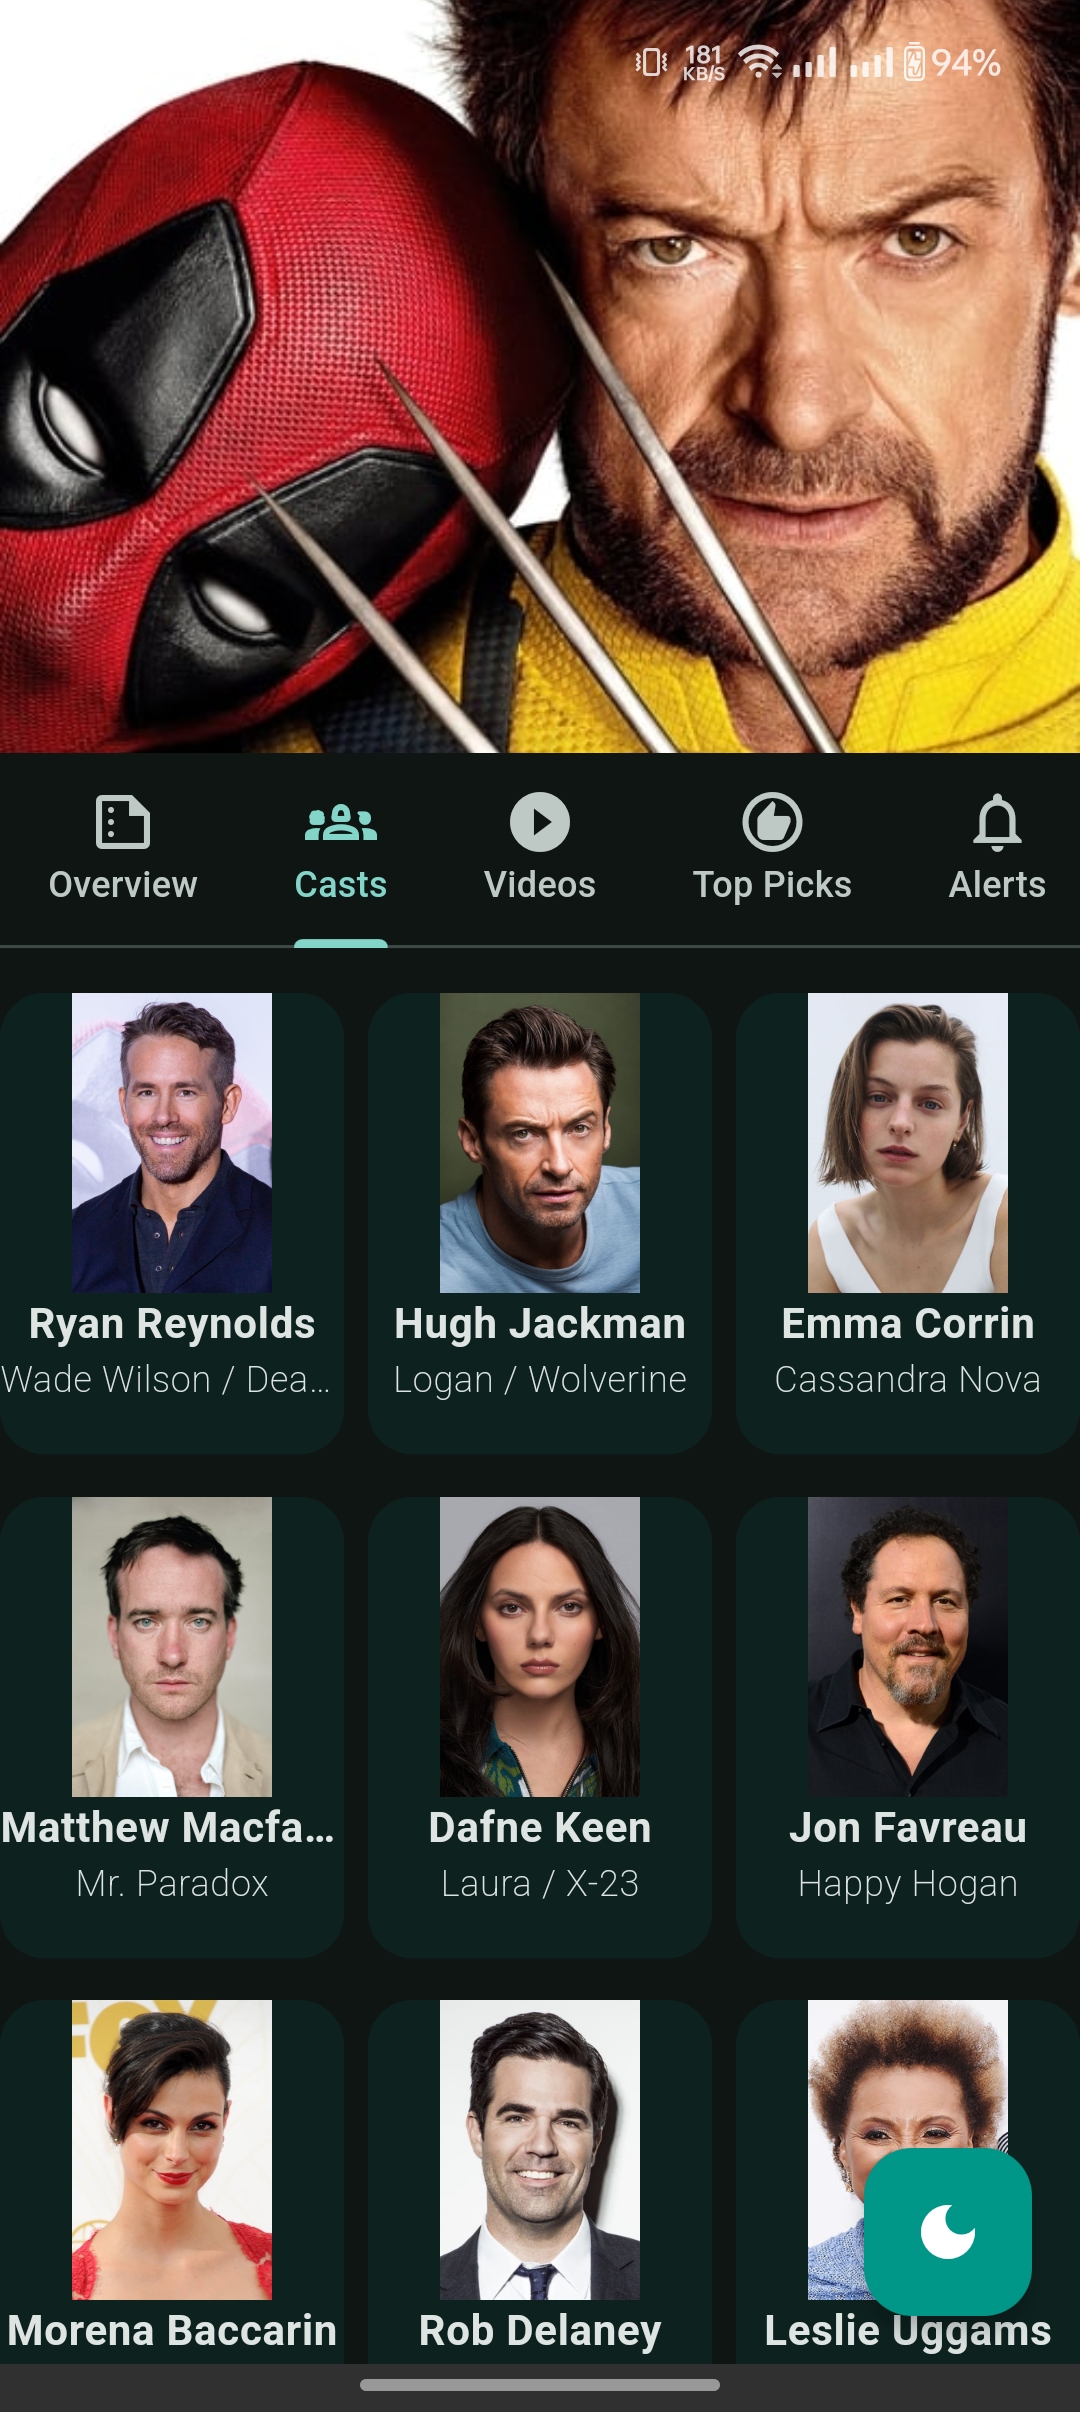 181
KB/S
94%
Overview
Casts
Videos
Top Picks
Alerts
Ryan Reynolds
Hugh Jackman
Emma Corrin
Wade Wilson / Dea...
Logan / Wolverine
Cassandra Nova
Matthew Macfa...
Dafne Keen
Jon Favreau
Mr. Paradox
Laura / X-23
Happy Hogan
FOX
Morena Baccarin
Rob Delaney
Leslie Uggams